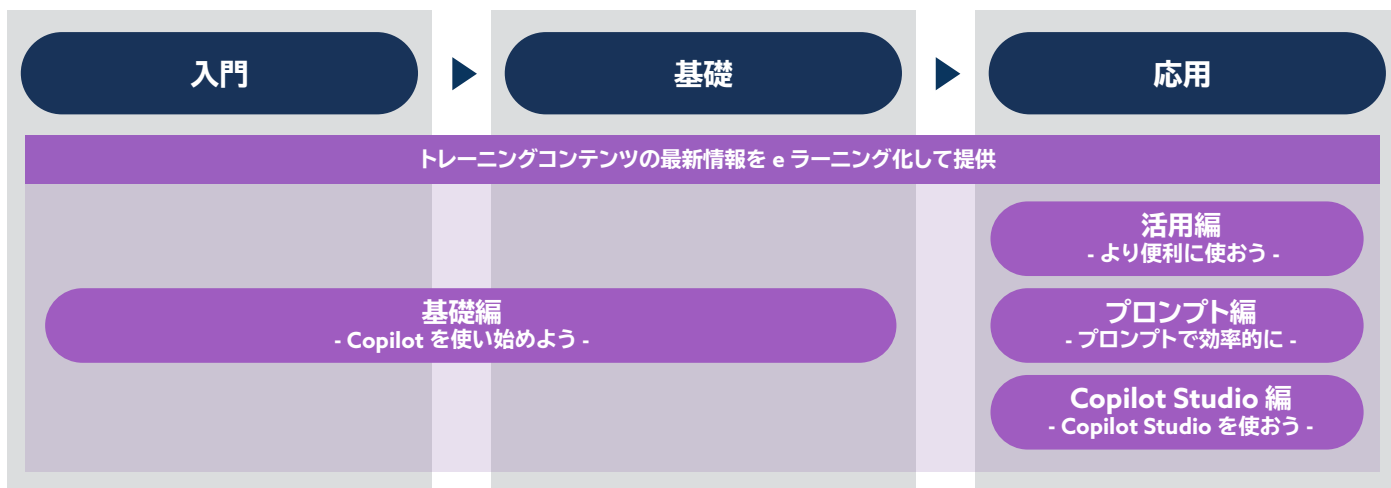 入門
基礎
応用
トレーニングコンテンツの最新情報を e ラーニング化して提供
基礎編
- Copilot を使い始めよう -
活用編
- より便利に使おう -
プロンプト編
- プロンプトで効率的に -
Copilot Studio 編
- Copilot Studio を使おう -